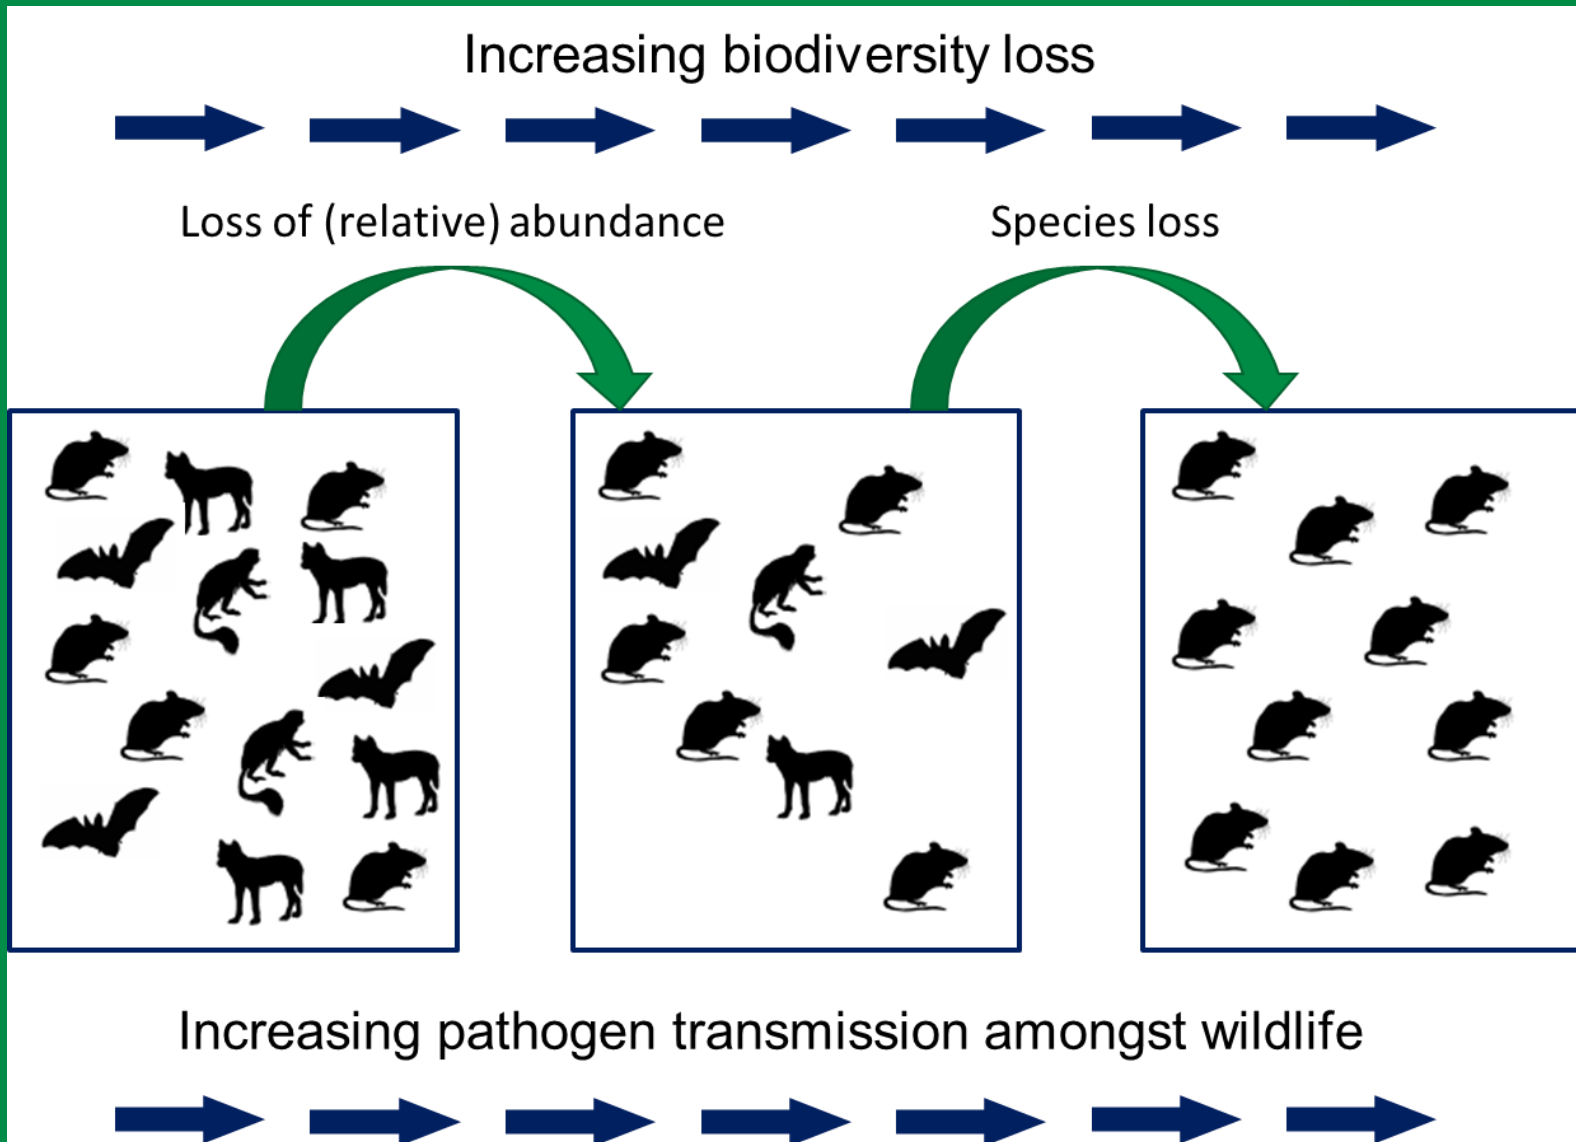 Increasing biodiversity loss
Loss of (relative) abundance
Species loss
Increasing pathogen transmission amongst wildlife